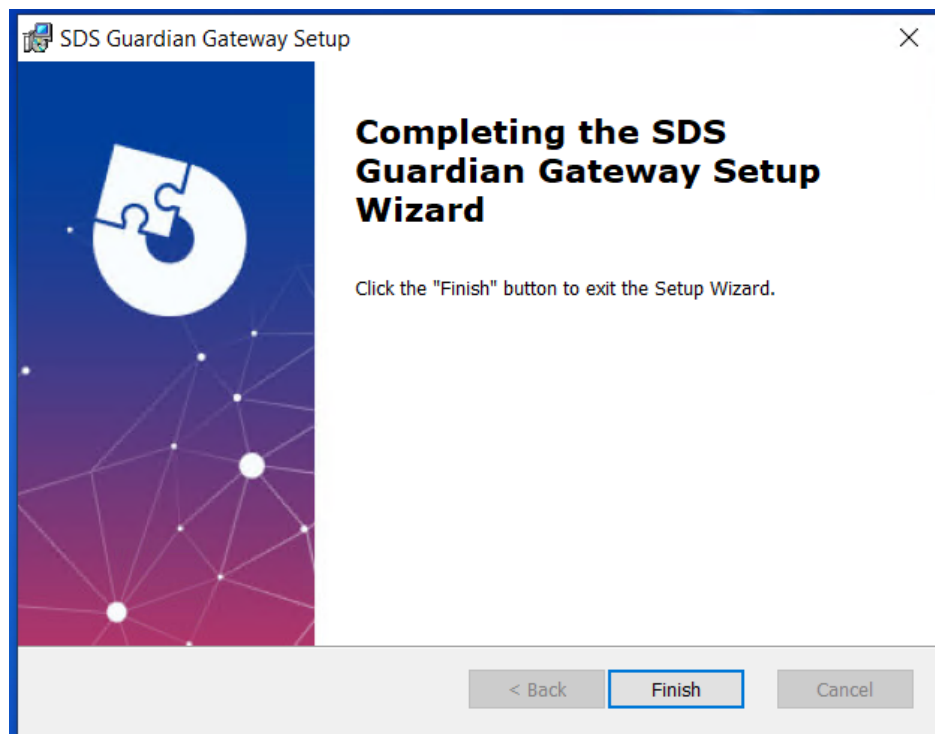 SDS Guardian Gateway Setup
Completing the SDS
Guardian Gateway Setup
Wizard
Click the "Finish" button to exit the Setup Wizard.
< Back
Finish
Cancel